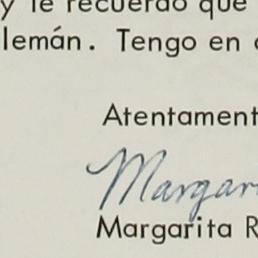 y le recuerdo que
lemán. Tengo en
Atentament
Margar
Margarita R